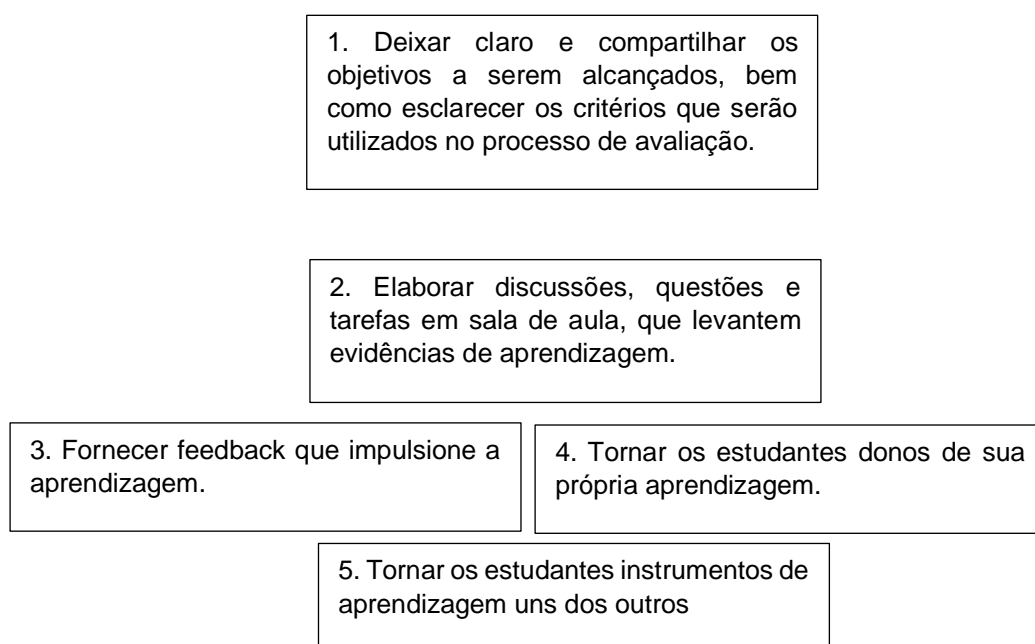 1. Deixar claro e compartilhar os
objetivos a serem alcançados, bem
como esclarecer os critérios que serão
utilizados no processo de avaliação.
2. Elaborar discussões, questões e
tarefas em sala de aula, que levantem
evidências de aprendizagem.
3. Fornecer feedback que impulsione a
aprendizagem.
4. Tornar os estudantes donos de sua
própria aprendizagem.
5. Tornar os estudantes instrumentos de
aprendizagem uns dos outros